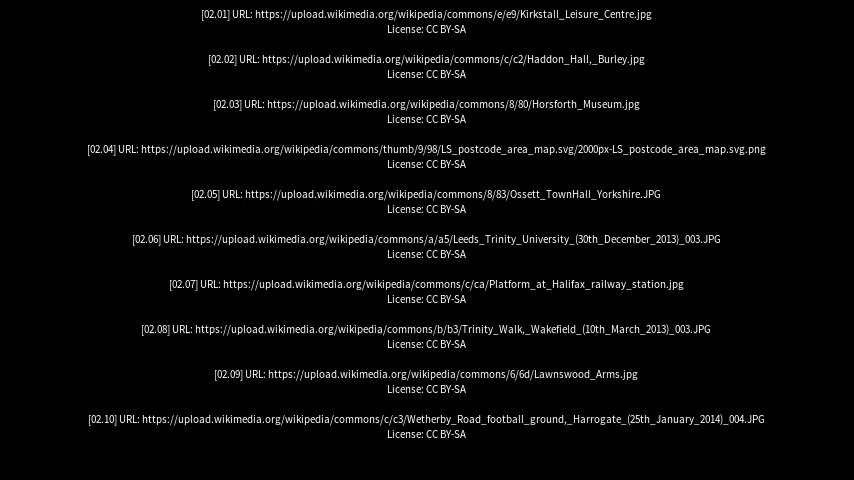 [02.01] URL: https://upload.wikimedia.org/wikipedia/commons/e/e9/Kirkstall_Leisure_Centre.jpg
License: CC BY-SA
[02.02] URL: https://upload.wikimedia.org/wikipedia/commons/c/c2/Haddon_Hall,_Burley.jpg
License: CC BY-SA
[02.03] URL: https://upload.wikimedia.org/wikipedia/commons/8/80/Horsforth_Museum.jpg
License: CC BY-SA
[02.04] URL: https://upload.wikimedia.org/wikipedia/commons/thumb/9/98/LS_postcode_area_map.svg/2000px-LS_postcode_area_map.svg.png
License: CC BY-SA
[02.05] URL: https://upload.wikimedia.org/wikipedia/commons/8/83/Ossett_TownHall_Yorkshire.JPG
License: CC BY-SA
[02.06] URL: https://upload.wikimedia.org/wikipedia/commons/a/a5/Leeds_Trinity_University_(30th_December_2013)_003.JPG
License: CC BY-SA
[02.07] URL: https://upload.wikimedia.org/wikipedia/commons/c/ca/Platform_at_Halifax_railway_station.jpg
License: CC BY-SA
[02.08] URL: https://upload.wikimedia.org/wikipedia/commons/b/b3/Trinity_Walk,_Wakefield_(10th_March_2013)_003.JPG
License: CC BY-SA
[02.09] URL: https://upload.wikimedia.org/wikipedia/commons/6/6d/Lawnswood_Arms.jpg
License: CC BY-SA
[02.10] URL: https://upload.wikimedia.org/wikipedia/commons/c/c3/Wetherby_Road_football_ground,_Harrogate_(25th_January_2014)_004.JPG
License: CC BY-SA